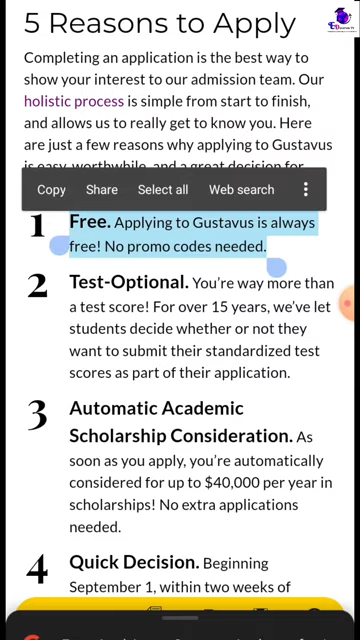 5 Reasons to Apply
Completing an application is the best way to
show your interest to our admission team. Our
holistic process is simple from start to finish,
and allows us to really get to know you. Here
are just a few reasons why applying to Gustavus
is easy, worthwhile, and a great decision for
Copy Share Select all Web search
1 Free. Applying to Gustavus is always
free! No promo codes needed.
2 Test-Optional. You're way more than
a test score! For over 15 years, we've let
students decide whether or not they
want to submit their standardized test
scores as part of their application.
3 Automatic Academic
Scholarship Consideration. As
soon as you apply, you're automatically
considered for up to $40,000 per year in
scholarships! No extra applications
needed.
4 Quick Decision. Beginning
September 1, within two weeks of